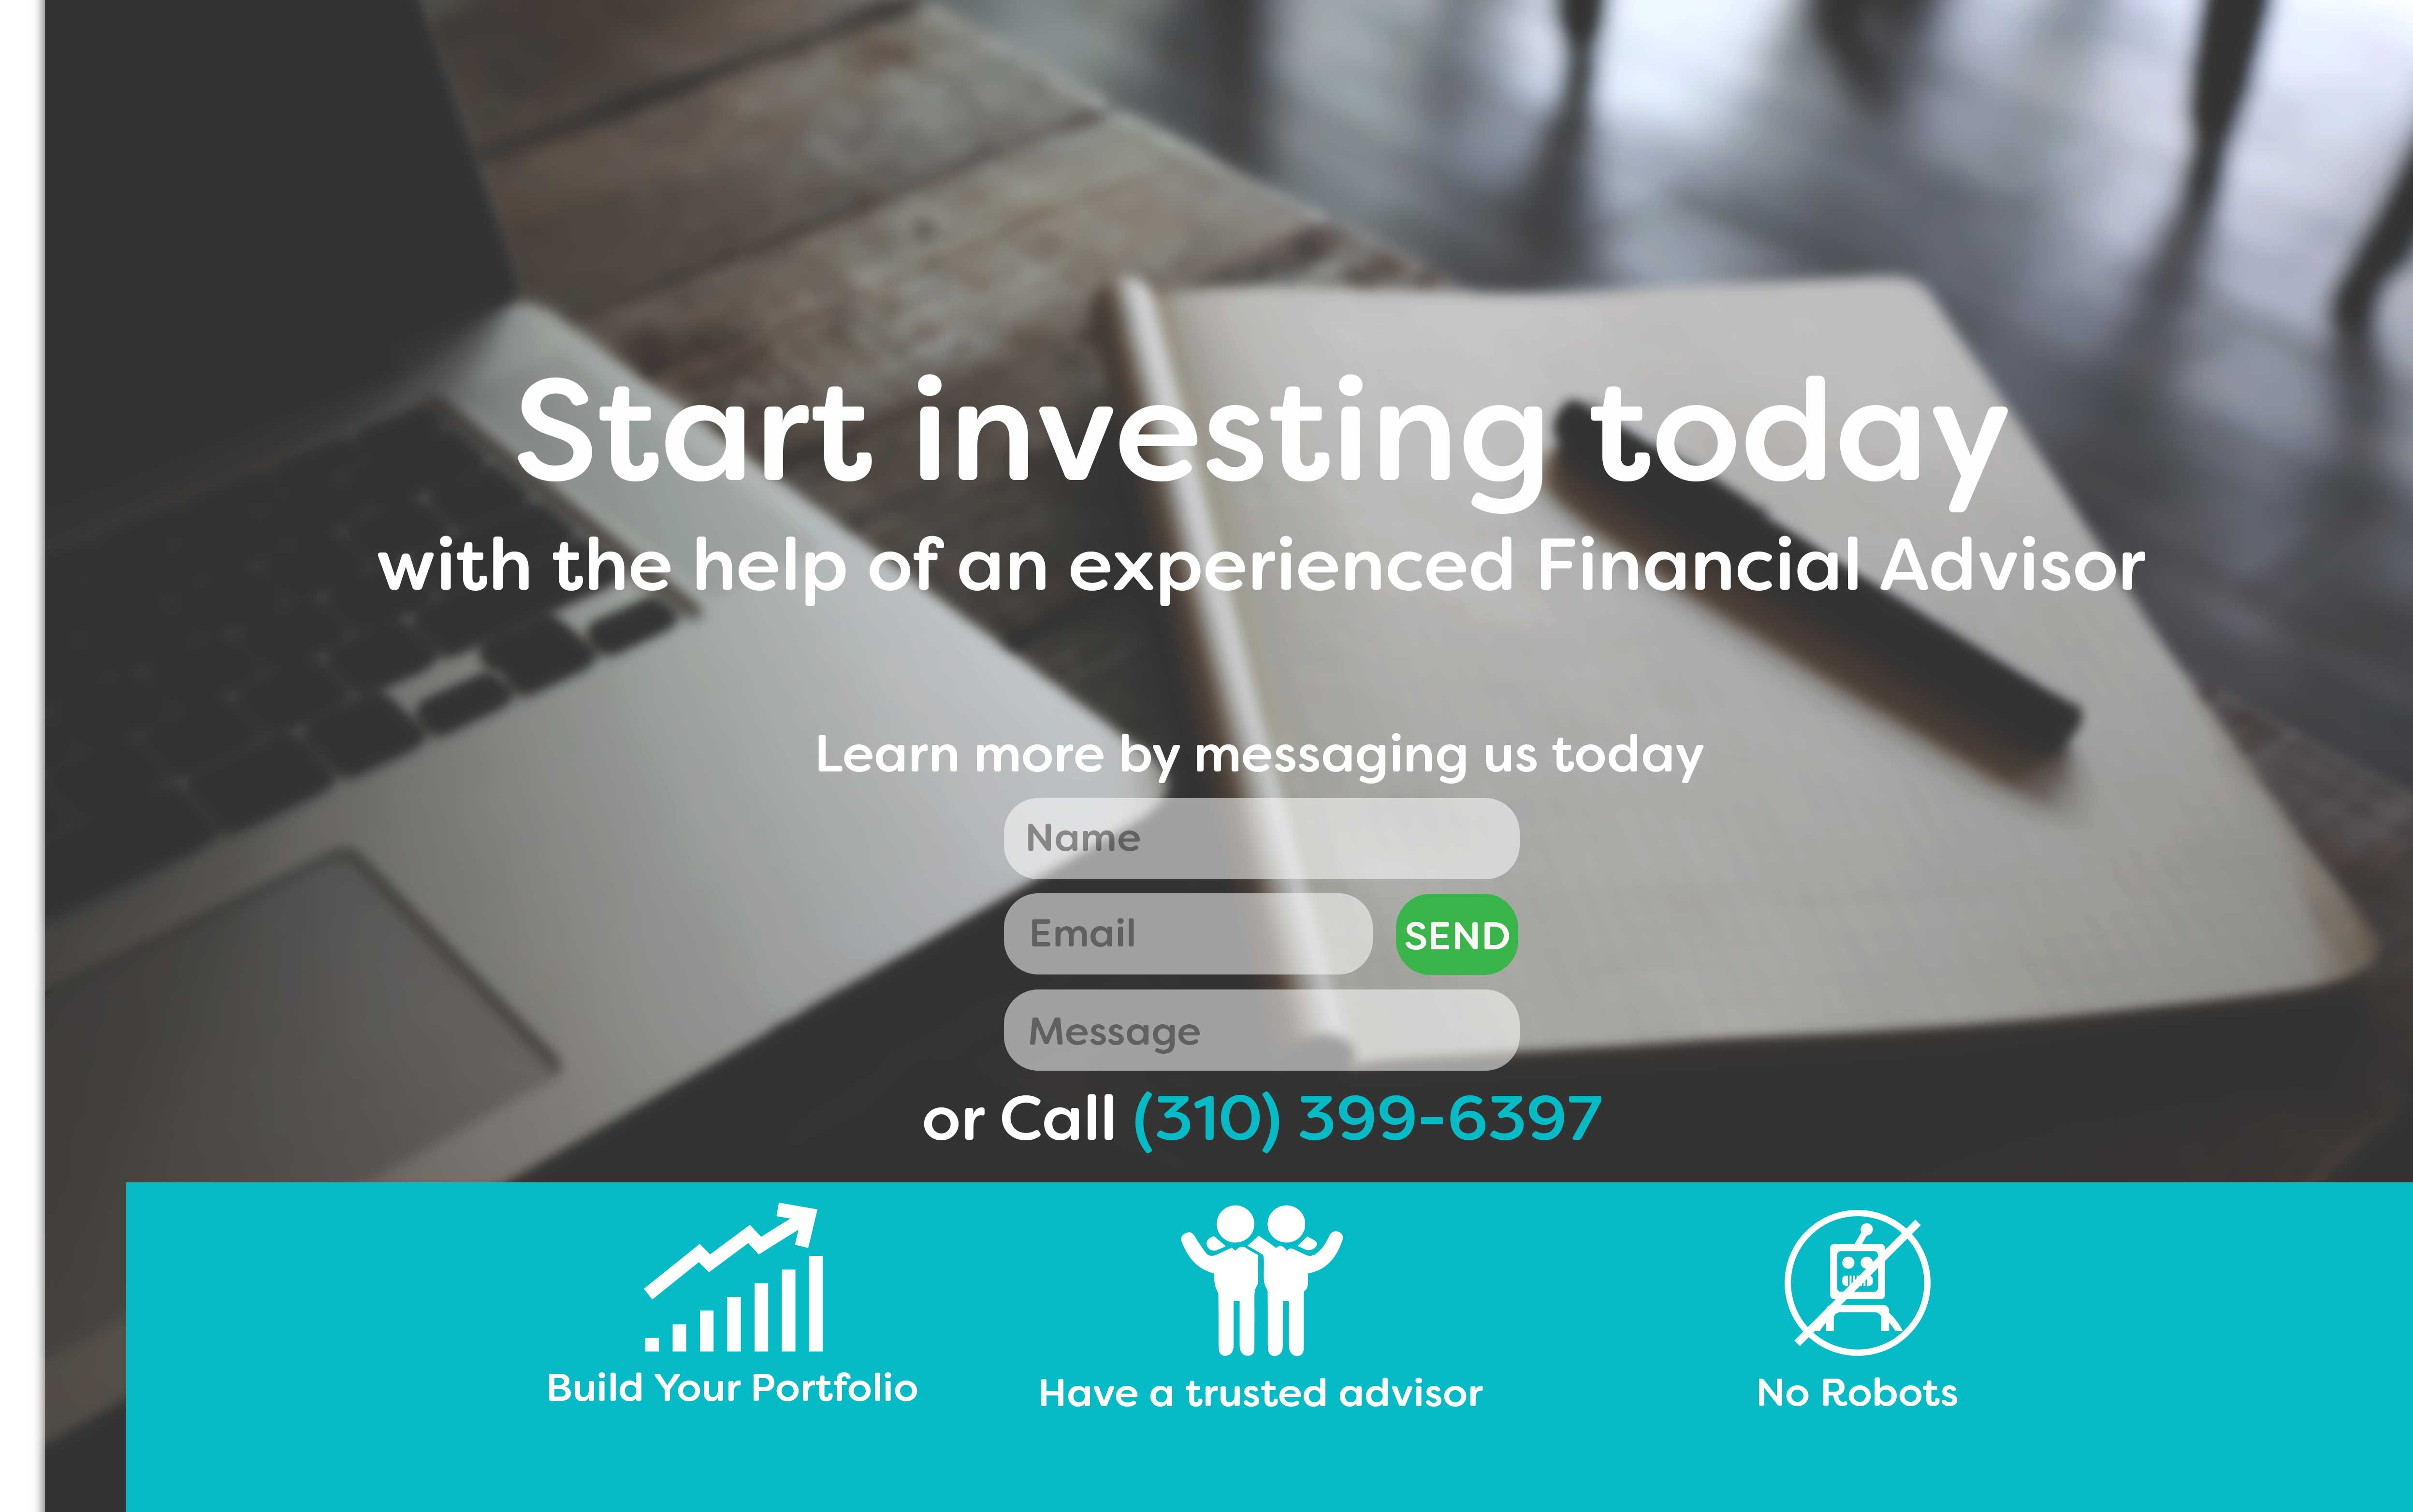 Start investing today
with the help of an experienced Financial Advisor
Learn more by messaging us today
Name
Email
SEND
Message
or Call (310) 399-6397
Build Your Portfolio
Have a trusted advisor
No Robots